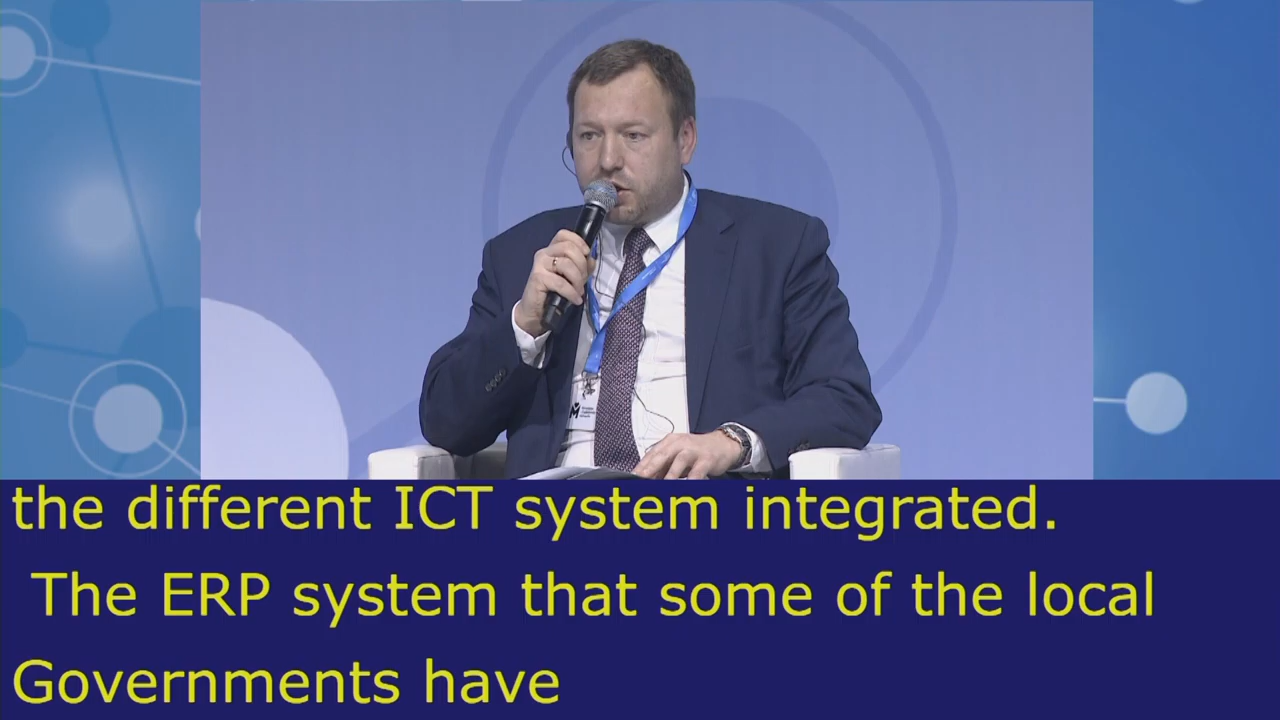 the different ICT system integrated.
The ERP system that some of the local
Governments have